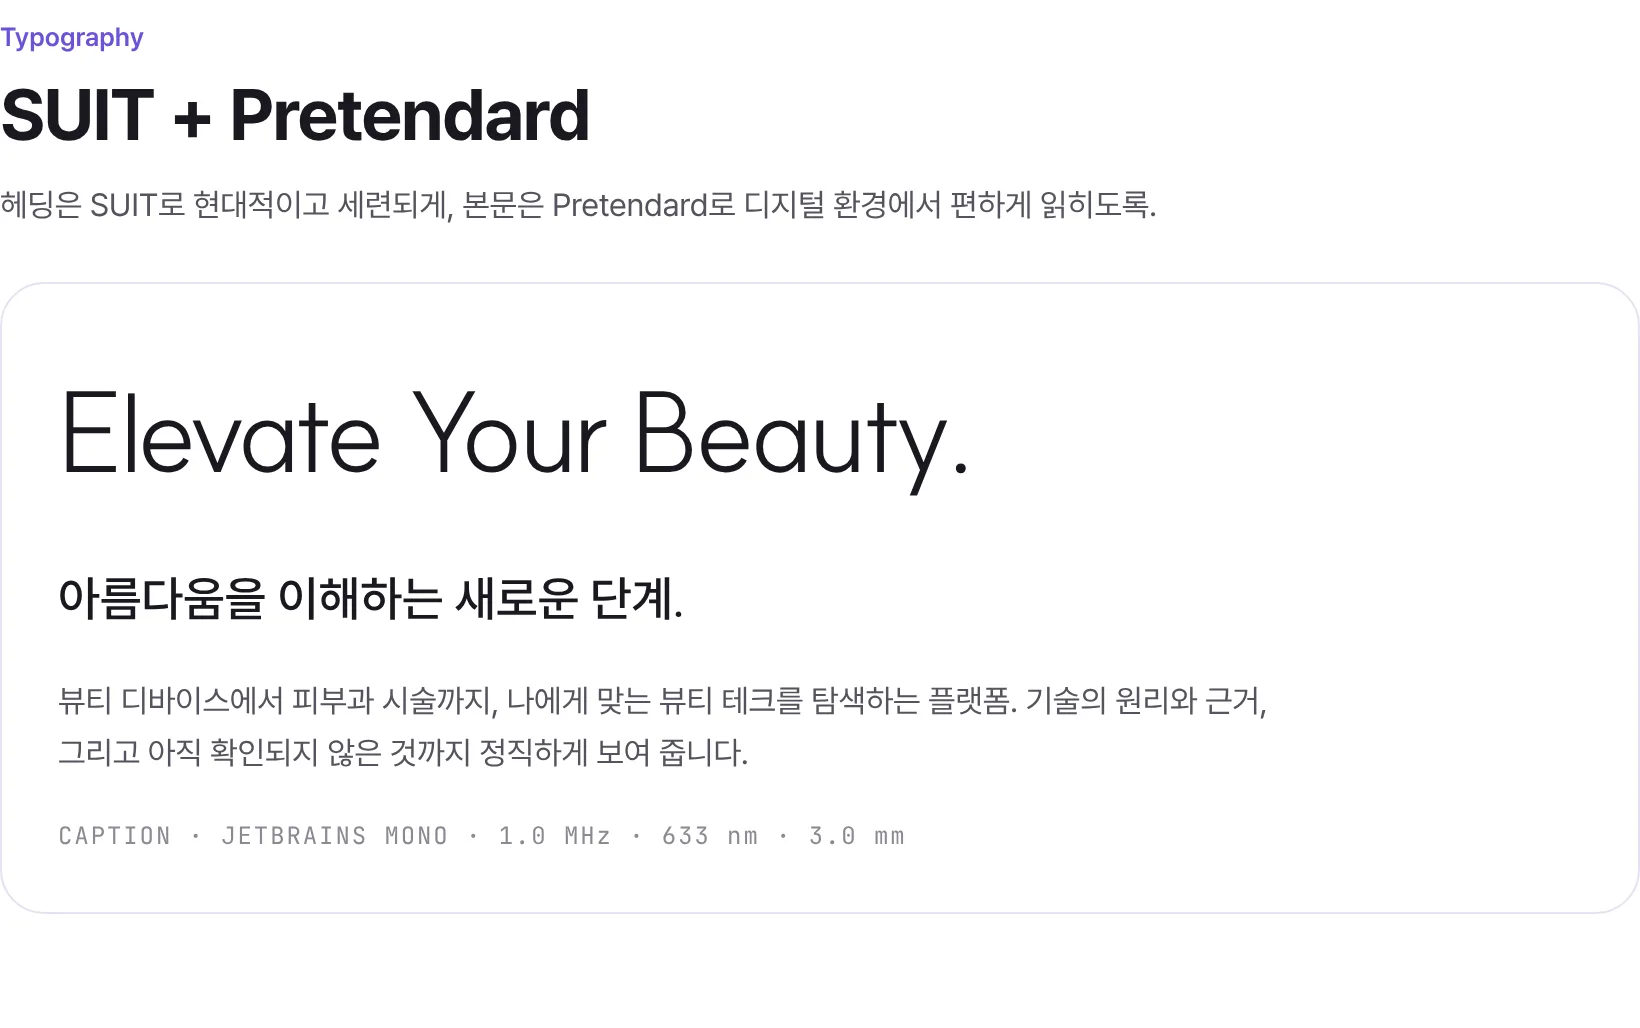 Typography
SUIT + Pretendard
헤딩은 SUIT로 현대적이고 세련되게, 본문은 Pretendard로 디지털 환경에서 편하게 읽히도록.
Elevate Your Beauty.
아름다움을 이해하는 새로운 단계.
뷰티 디바이스에서 피부과 시술까지, 나에게 맞는 뷰티 테크를 탐색하는 플랫폼. 기술의 원리와 근거,
그리고 아직 확인되지 않은 것까지 정직하게 보여 줍니다.
CAPTION · JETBRAINS MONO · 1.0 MHz · 633 nm · 3.0 mm